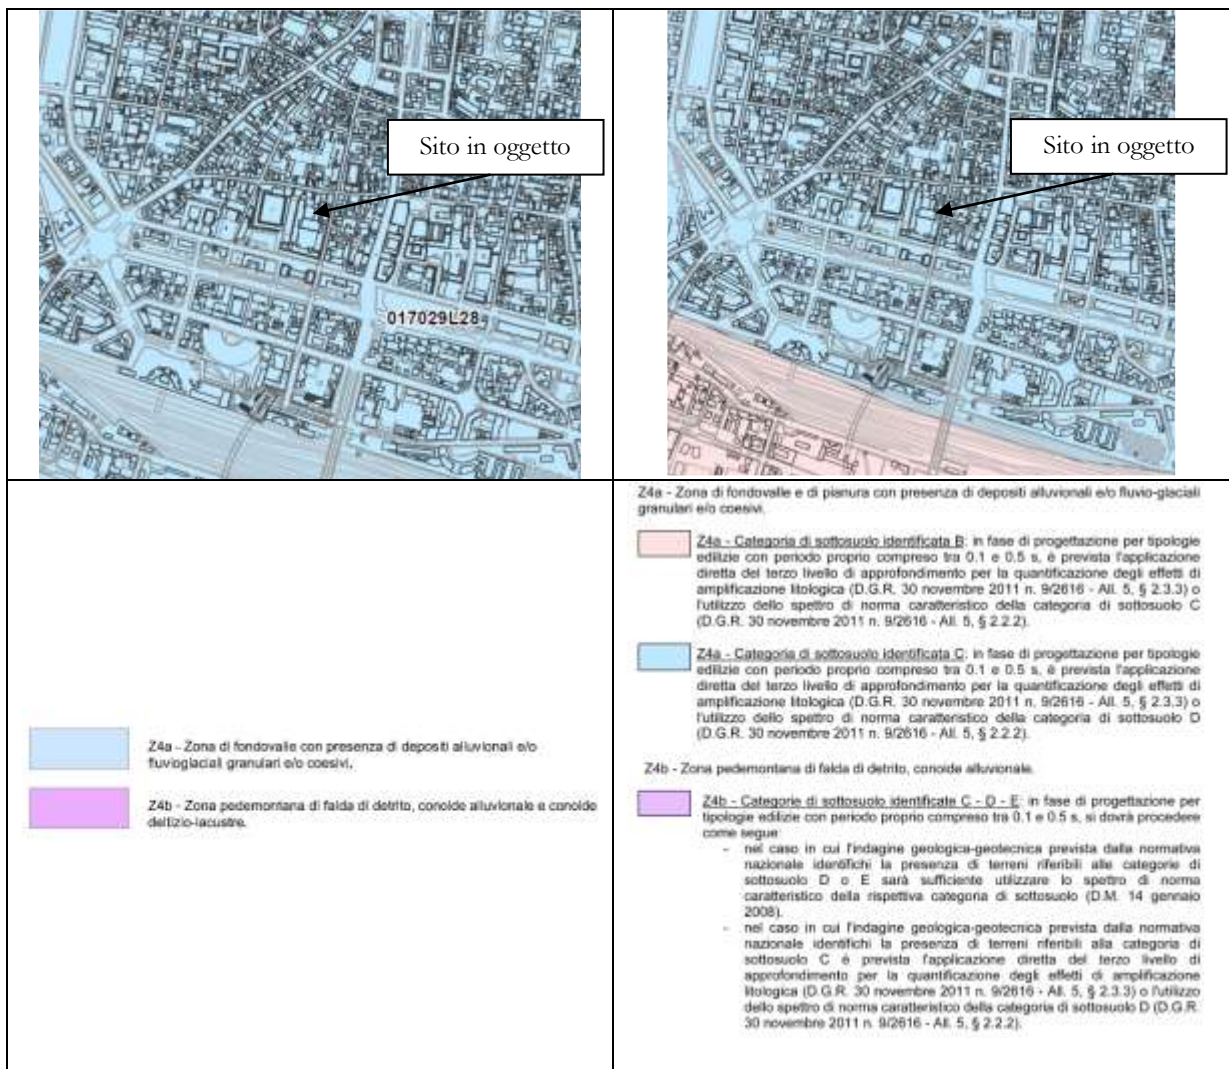 Sito in oggetto
017029L28
Sito in oggetto
Z4a - Zona di fondovalle con presenza di depositi alluvionali e/o
fluvioglaciali granulari e/o coesivi.
Z4b - Zona pedemontana di falda di detrito, conoide alluvionale e conoide
deltizio-lacustre.
Z4a - Zona di fondovalle e di pianura con presenza di depositi alluvionali e/o fluvio-glaciali
granulari e/o coesivi.
Z4a - Categoria di sottosuolo identificata B: in fase di progettazione per tipologie
edilizie con periodo proprio compreso tra 0.1 e 0.5 s, è prevista l'applicazione
diretta del terzo livello di approfondimento per la quantificazione degli effetti di
amplificazione litologica (D.G.R. 30 novembre 2011 n. 9/2616 - All. 5, § 2.3.3) o
l'utilizzo dello spettro di norma caratteristico della categoria di sottosuolo C
(D.G.R. 30 novembre 2011 n. 9/2616 - All. 5, § 2.2.2).
Z4a - Categoria di sottosuolo identificata C: in fase di progettazione per tipologie
edilizie con periodo proprio compreso tra 0.1 e 0.5 s, è prevista l'applicazione
diretta del terzo livello di approfondimento per la quantificazione degli effetti di
amplificazione litologica (D.G.R. 30 novembre 2011 n. 9/2616 - All. 5, § 2.3.3) o
l'utilizzo dello spettro di norma caratteristico della categoria di sottosuolo D
(D.G.R. 30 novembre 2011 n. 9/2616 - All. 5, § 2.2.2).
Z4b - Zona pedemontana di falda di detrito, conoide alluvionale.
Z4b - Categorie di sottosuolo identificate C - D - E: in fase di progettazione per
tipologie edilizie con periodo proprio compreso tra 0.1 e 0.5 s, si dovrà procedere
come segue:
- nel caso in cui l'indagine geologica-geotecnica prevista dalla normativa
nazionale identifichi la presenza di terreni riferibili alle categorie di
sottosuolo D o E sarà sufficiente utilizzare lo spettro di norma
caratteristico della rispettiva categoria di sottosuolo (D.M. 14 gennaio
2008).
- nel caso in cui l'indagine geologica-geotecnica prevista dalla normativa
nazionale identifichi la presenza di terreni riferibili alla categoria di
sottosuolo C è prevista l'applicazione diretta del terzo livello di
approfondimento per la quantificazione degli effetti di amplificazione
litologica (D.G.R. 30 novembre 2011 n. 9/2616 - All. 5, § 2.3.3) o l'utilizzo
dello spettro di norma caratteristico della categoria di sottosuolo D (D.G.R.
30 novembre 2011 n. 9/2616 - All. 5, § 2.2.2).